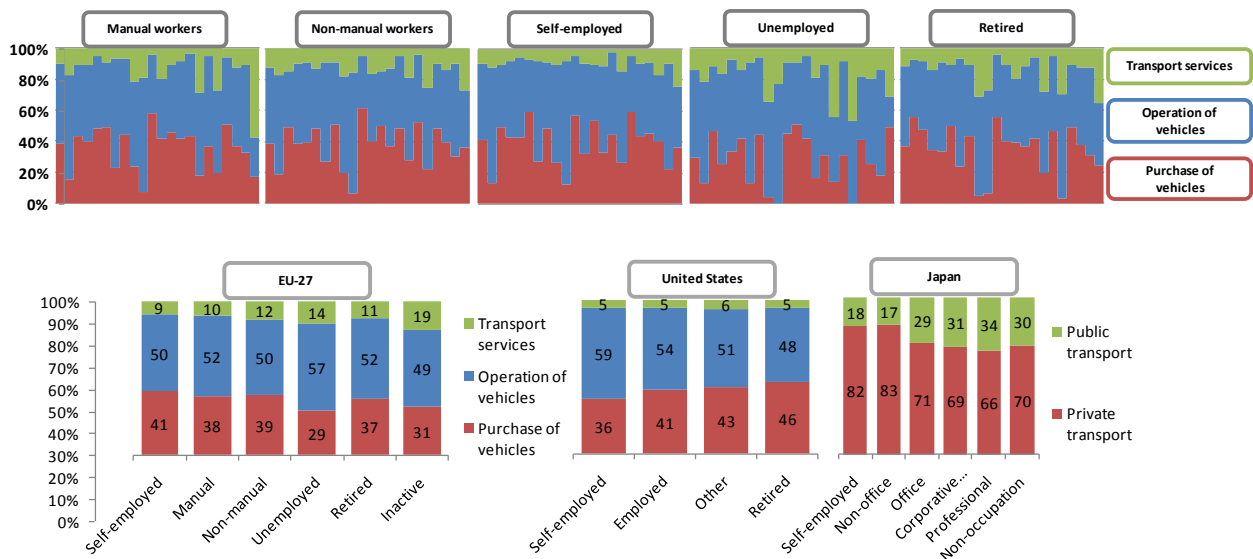 Manual workers
Non-manual workers
Self-employed
Unemployed
Retired
100%
80%
60%
40%
20%
0%
Transport services
Operation of
vehicles
Purchase of
vehicles
EU-27
100%
90%
80%
70%
60%
50%
40%
30%
20%
10%
0%
9 10 12 14 11 19
50 52 50 57 52 49
41 38 39 29 37 31
Self-employed
Manual
Non-manual
Unemployed
Retired
Inactive
Transport
services
Operation of
vehicles
Purchase of
vehicles
United States
5 5 6 5
59 54 51 48
36 41 43 46
Self-employed
Employed
Other
Retired
Japan
18 17 29 31 34 30
82 83 71 69 66 70
Self-employed
Non-office
Office
Corporative...
Professional
Non-occupation
Public
transport
Private
transport